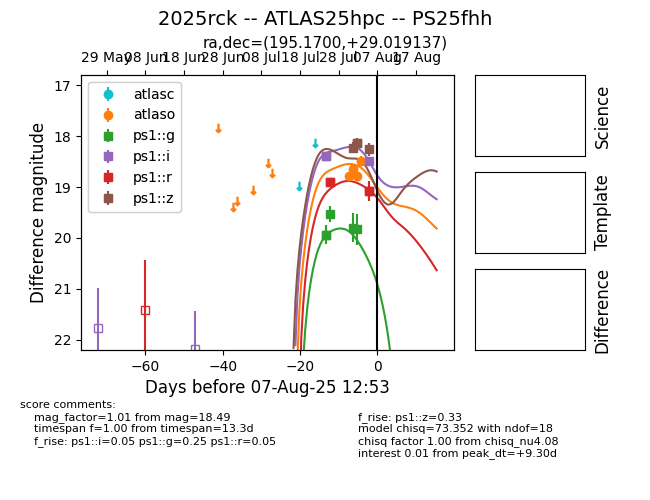 2025rck -- ATLAS25hpc -- PS25fhh
ra,dec=(195.1700,+29.019137)
29 May 08 Jun 18 Jun 28 Jun 08 Jul 18 Jul 28 Jul 07 Aug 17 Aug
17
18
19
20
21
22
Difference magnitude
atlasc
atlaso
ps1::g
ps1::i
ps1::r
ps1::z
−60 −40 −20 0
Days before 07-Aug-25 12:53
Science
Template
Difference
score comments:
mag_factor=1.01 from mag=18.49
timespan f=1.00 from timespan=13.3d
f_rise: ps1::i=0.05 ps1::g=0.25 ps1::r=0.05
f_rise: ps1::z=0.33
model chisq=73.352 with ndof=18
chisq factor 1.00 from chisq_nu4.08
interest 0.01 from peak_dt=+9.30d